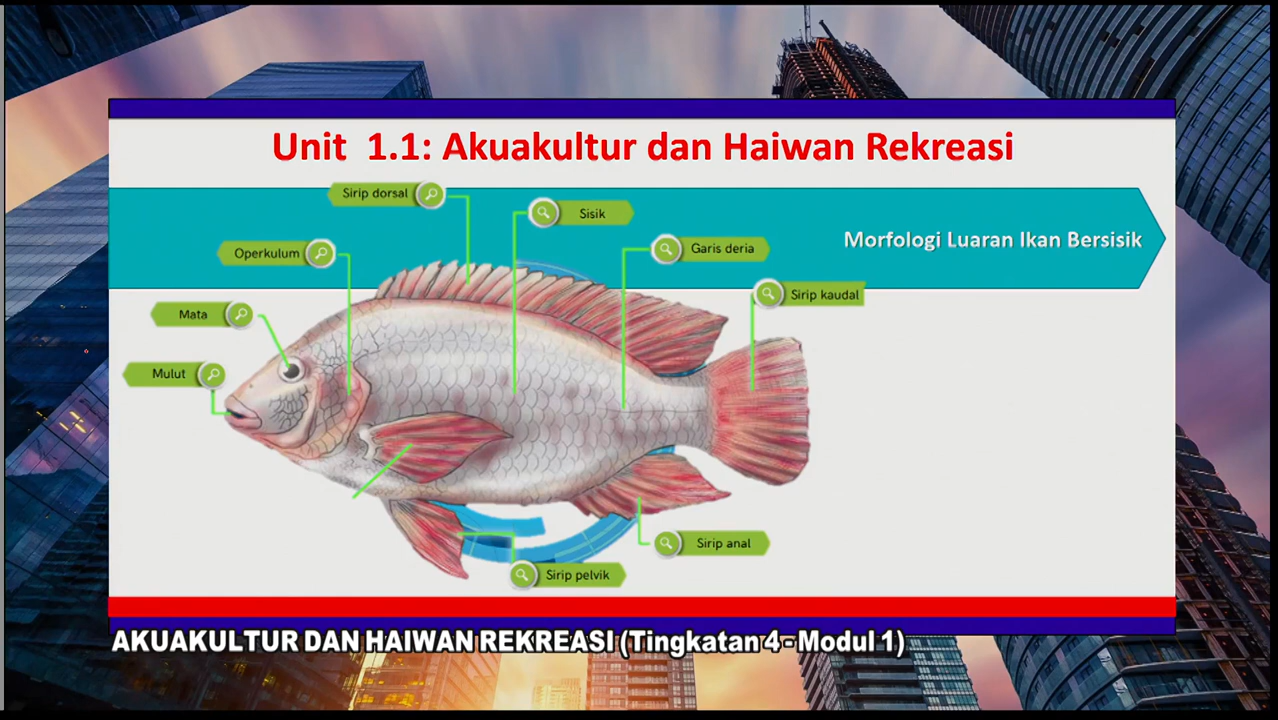 Unit 1.1: Akuakultur dan Haiwan Rekreasi
Sirip dorsal
Sisik
Morfologi Luaran Ikan Bersisik
Operkulum
Garis deria
Sirip kaudal
Mata
Mulut
Sirip anal
Sirip pelvik
AKUAKULTUR DAN HAIWAN REKREASI (Tingkatan 4 - Modul 1)